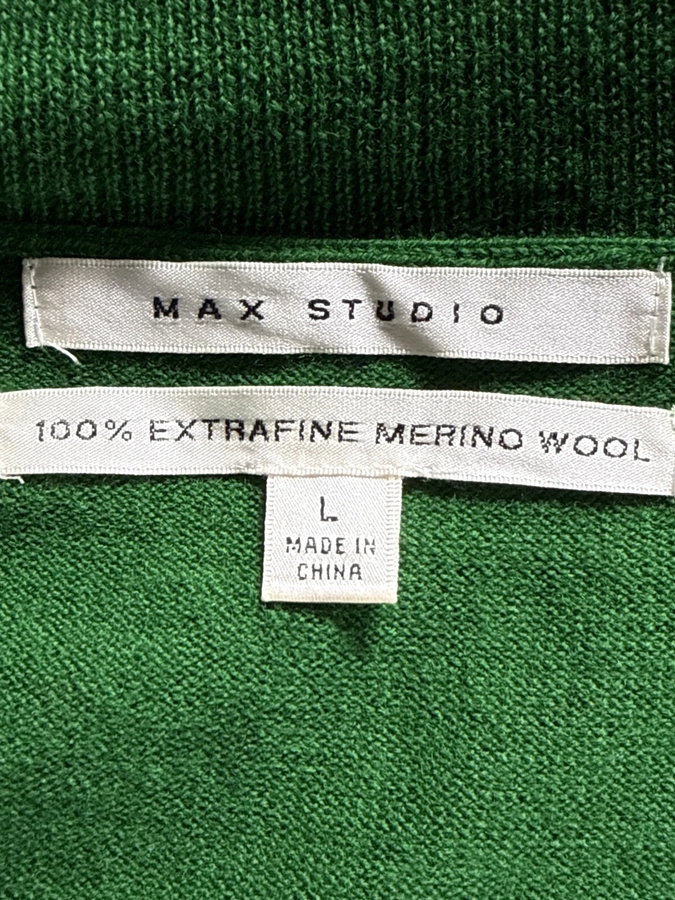 MAX STUDIO
100% EXTRAFINE MERINO WOOL
L
MADE IN
CHINA